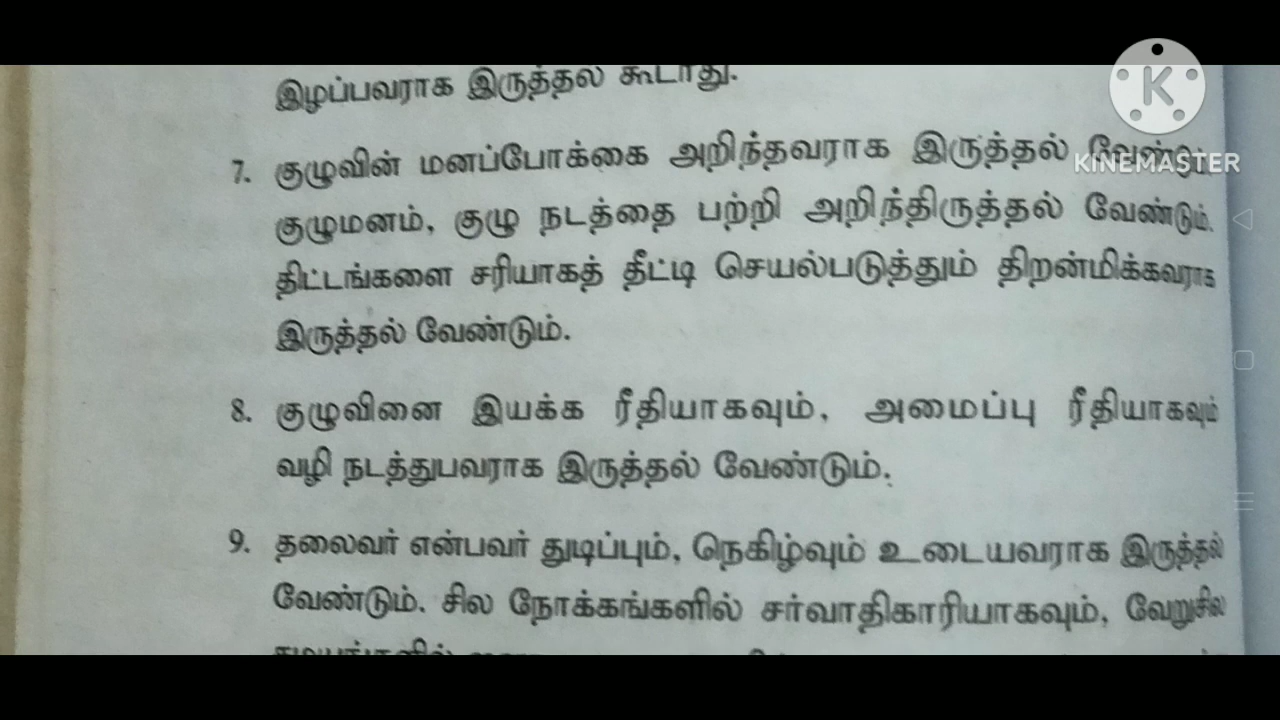 இழப்பவராக இருத்தல் கூடாது.
K
KINEMASTER
7. குழுவின் மனப்போக்கை அறிந்தவராக இருத்தல் வேண்டும்.
குழுமனம், குழு நடத்தை பற்றி அறிந்திருத்தல் வேண்டும்.
திட்டங்களை சரியாகத் தீட்டி செயல்படுத்தும் திறன்மிக்கவராக
இருத்தல் வேண்டும்.
8. குழுவினை இயக்க ரீதியாகவும், அமைப்பு ரீதியாகவும்
வழி நடத்துபவராக இருத்தல் வேண்டும்.
9. தலைவர் என்பவர் துடிப்பும், நெகிழ்வும் உடையவராக இருத்தல்
வேண்டும். சில நோக்கங்களில் சர்வாதிகாரியாகவும், வேறுசில